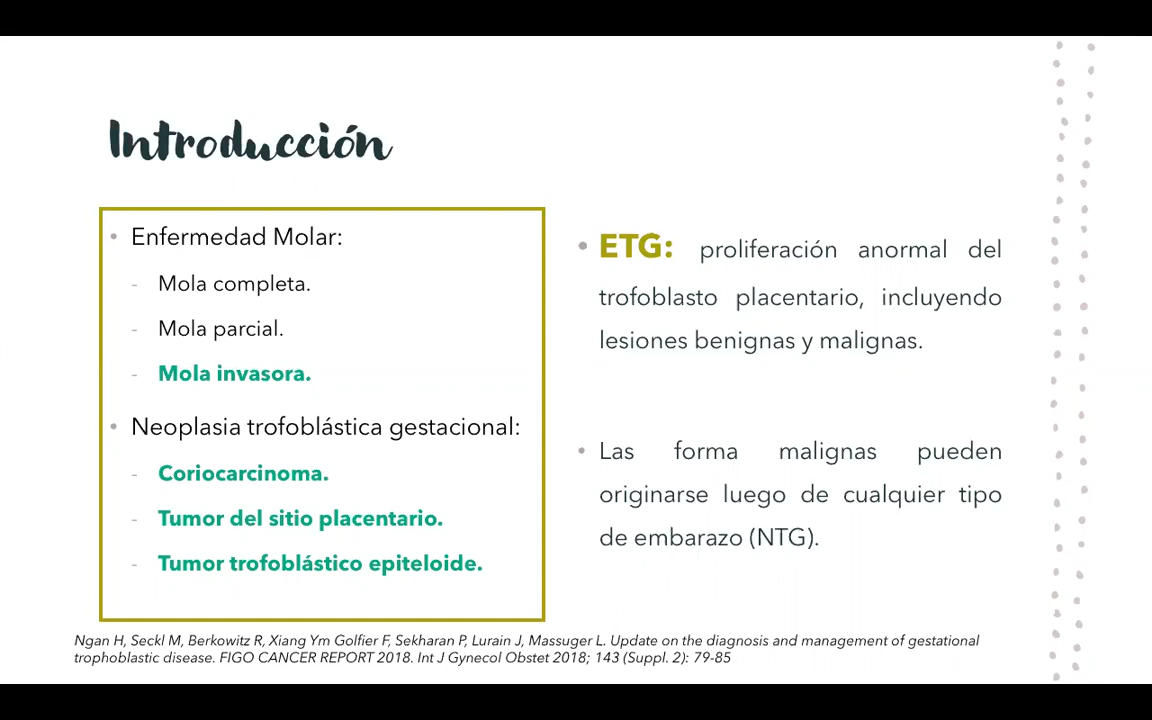 Introducción
• Enfermedad Molar:
- Mola completa.
- Mola parcial.
- Mola invasora.
• Neoplasia trofoblástica gestacional:
- Coriocarcinoma.
- Tumor del sitio placentario.
- Tumor trofoblástico epiteloide.
• ETG: proliferación anormal del
trofoblasto placentario, incluyendo
lesiones benignas y malignas.
• Las forma malignas pueden
originarse luego de cualquier tipo
de embarazo (NTG).
Ngan H, Seckl M, Berkowitz R, Xiang Ym Golfier F, Sekharan P, Lurain J, Massuger L. Update on the diagnosis and management of gestational
trophoblastic disease. FIGO CANCER REPORT 2018. Int J Gynecol Obstet 2018; 143 (Suppl. 2): 79-85